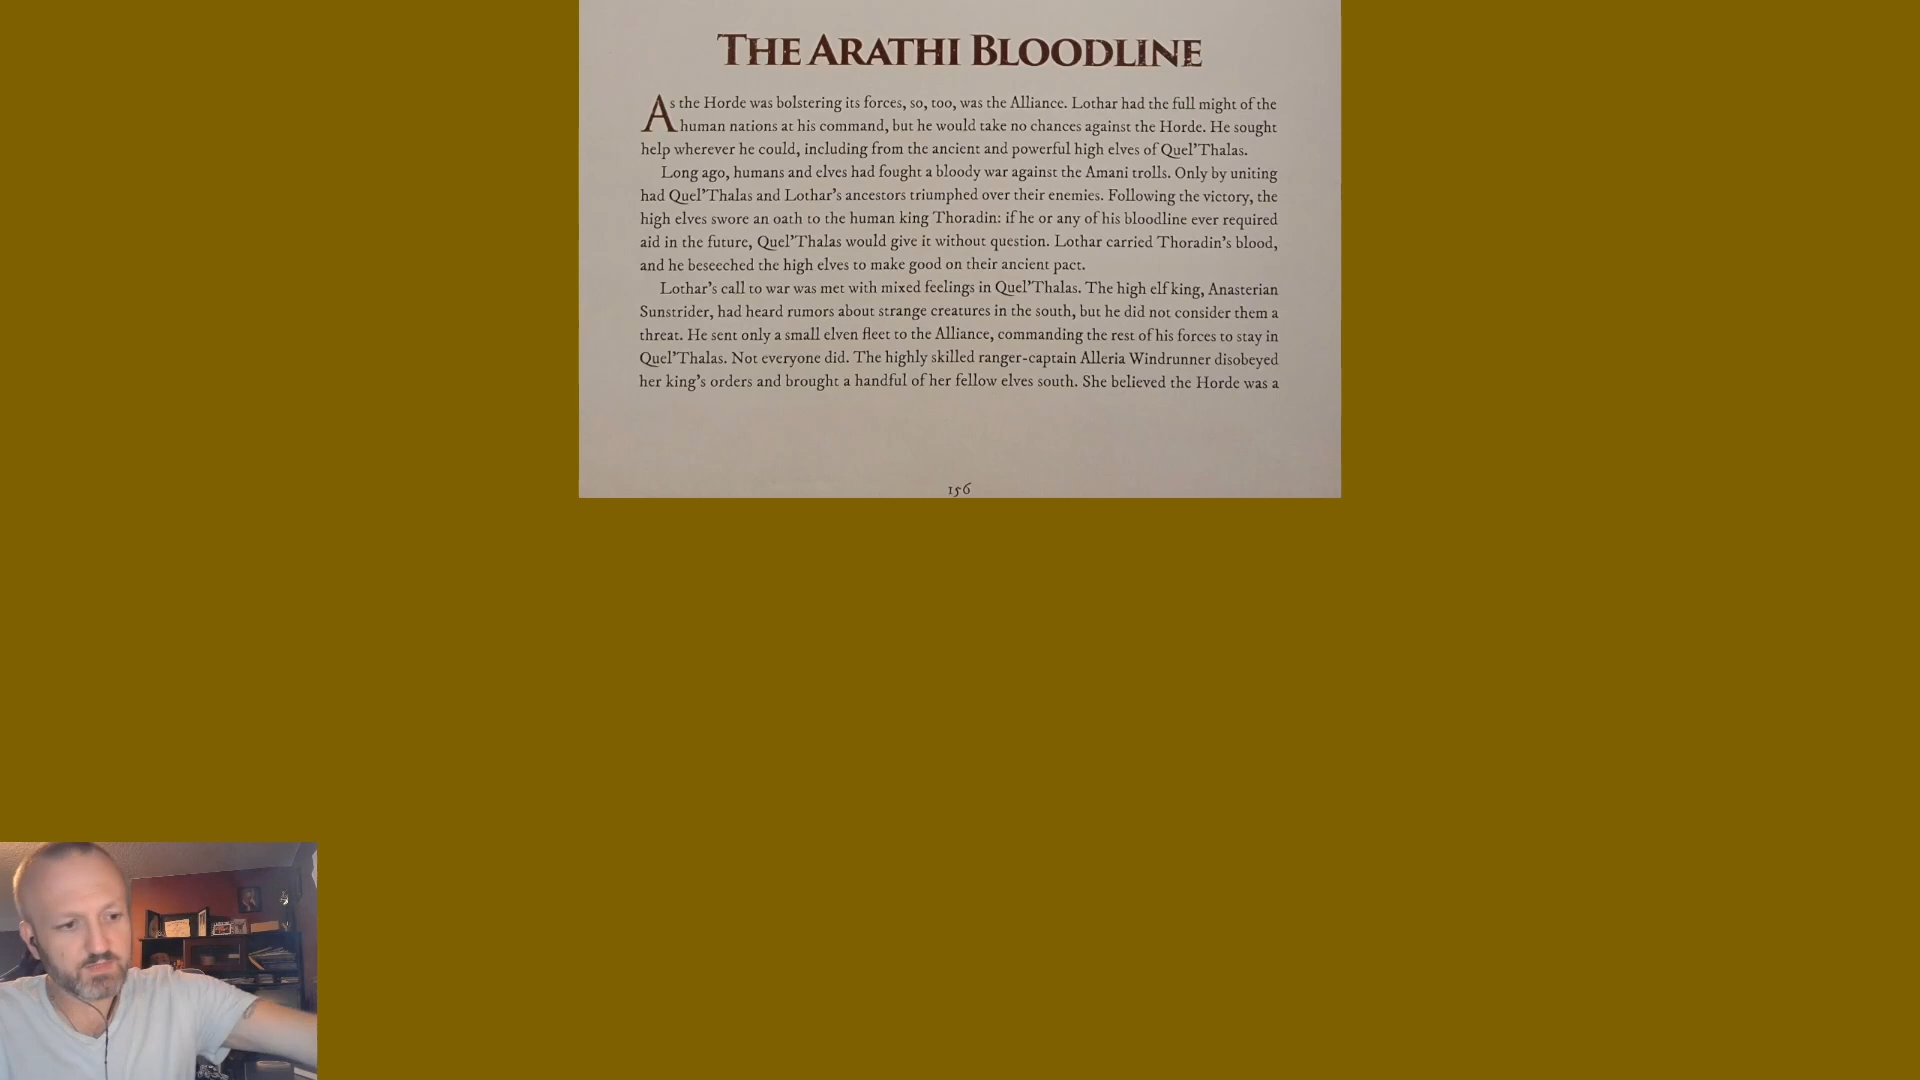 THE ARATHI BLOODLINE
As the Horde was bolstering its forces, so, too, was the Alliance. Lothar had the full might of the
human nations at his command, but he would take no chances against the Horde. He sought
help wherever he could, including from the ancient and powerful high elves of Quel'Thalas.
Long ago, humans and elves had fought a bloody war against the Amani trolls. Only by uniting
had Quel'Thalas and Lothar's ancestors triumphed over their enemies. Following the victory, the
high elves swore an oath to the human king Thoradin: if he or any of his bloodline ever required
aid in the future, Quel'Thalas would give it without question. Lothar carried Thoradin's blood,
and he beseeched the high elves to make good on their ancient pact.
Lothar's call to war was met with mixed feelings in Quel'Thalas. The high elf king, Anasterian
Sunstrider, had heard rumors about strange creatures in the south, but he did not consider them a
threat. He sent only a small elven fleet to the Alliance, commanding the rest of his forces to stay in
Quel'Thalas. Not everyone did. The highly skilled ranger-captain Alleria Windrunner disobeyed
her king's orders and brought a handful of her fellow elves south. She believed the Horde was a
156